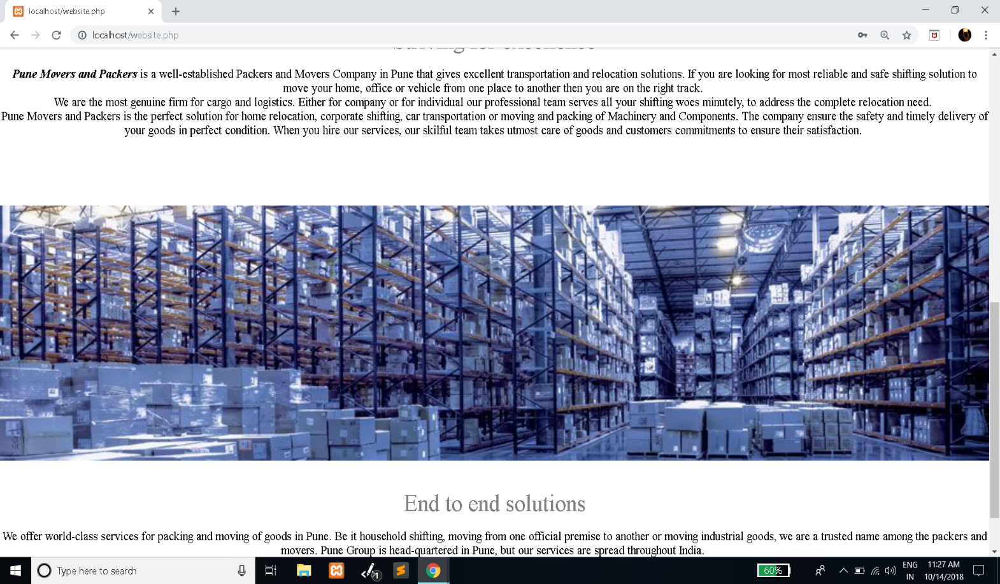 localhost/website.php
localhost/website.php
Striving for excellence
Pune Movers and Packers is a well-established Packers and Movers Company in Pune that gives excellent transportation and relocation solutions. If you are looking for most reliable and safe shifting solution to
move your home, office or vehicle from one place to another then you are on the right track.
We are the most genuine firm for cargo and logistics. Either for company or for individual our professional team serves all your shifting woes minutely, to address the complete relocation need.
Pune Movers and Packers is the perfect solution for home relocation, corporate shifting, car transportation or moving and packing of Machinery and Components. The company ensure the safety and timely delivery of
your goods in perfect condition. When you hire our services, our skilful team takes utmost care of goods and customers commitments to ensure their satisfaction.
End to end solutions
We offer world-class services for packing and moving of goods in Pune. Be it household shifting, moving from one official premise to another or moving industrial goods, we are a trusted name among the packers and
movers. Pune Group is head-quartered in Pune, but our services are spread throughout India.
Type here to search
1
60%
ENG
IN
11:27 AM
10/14/2018